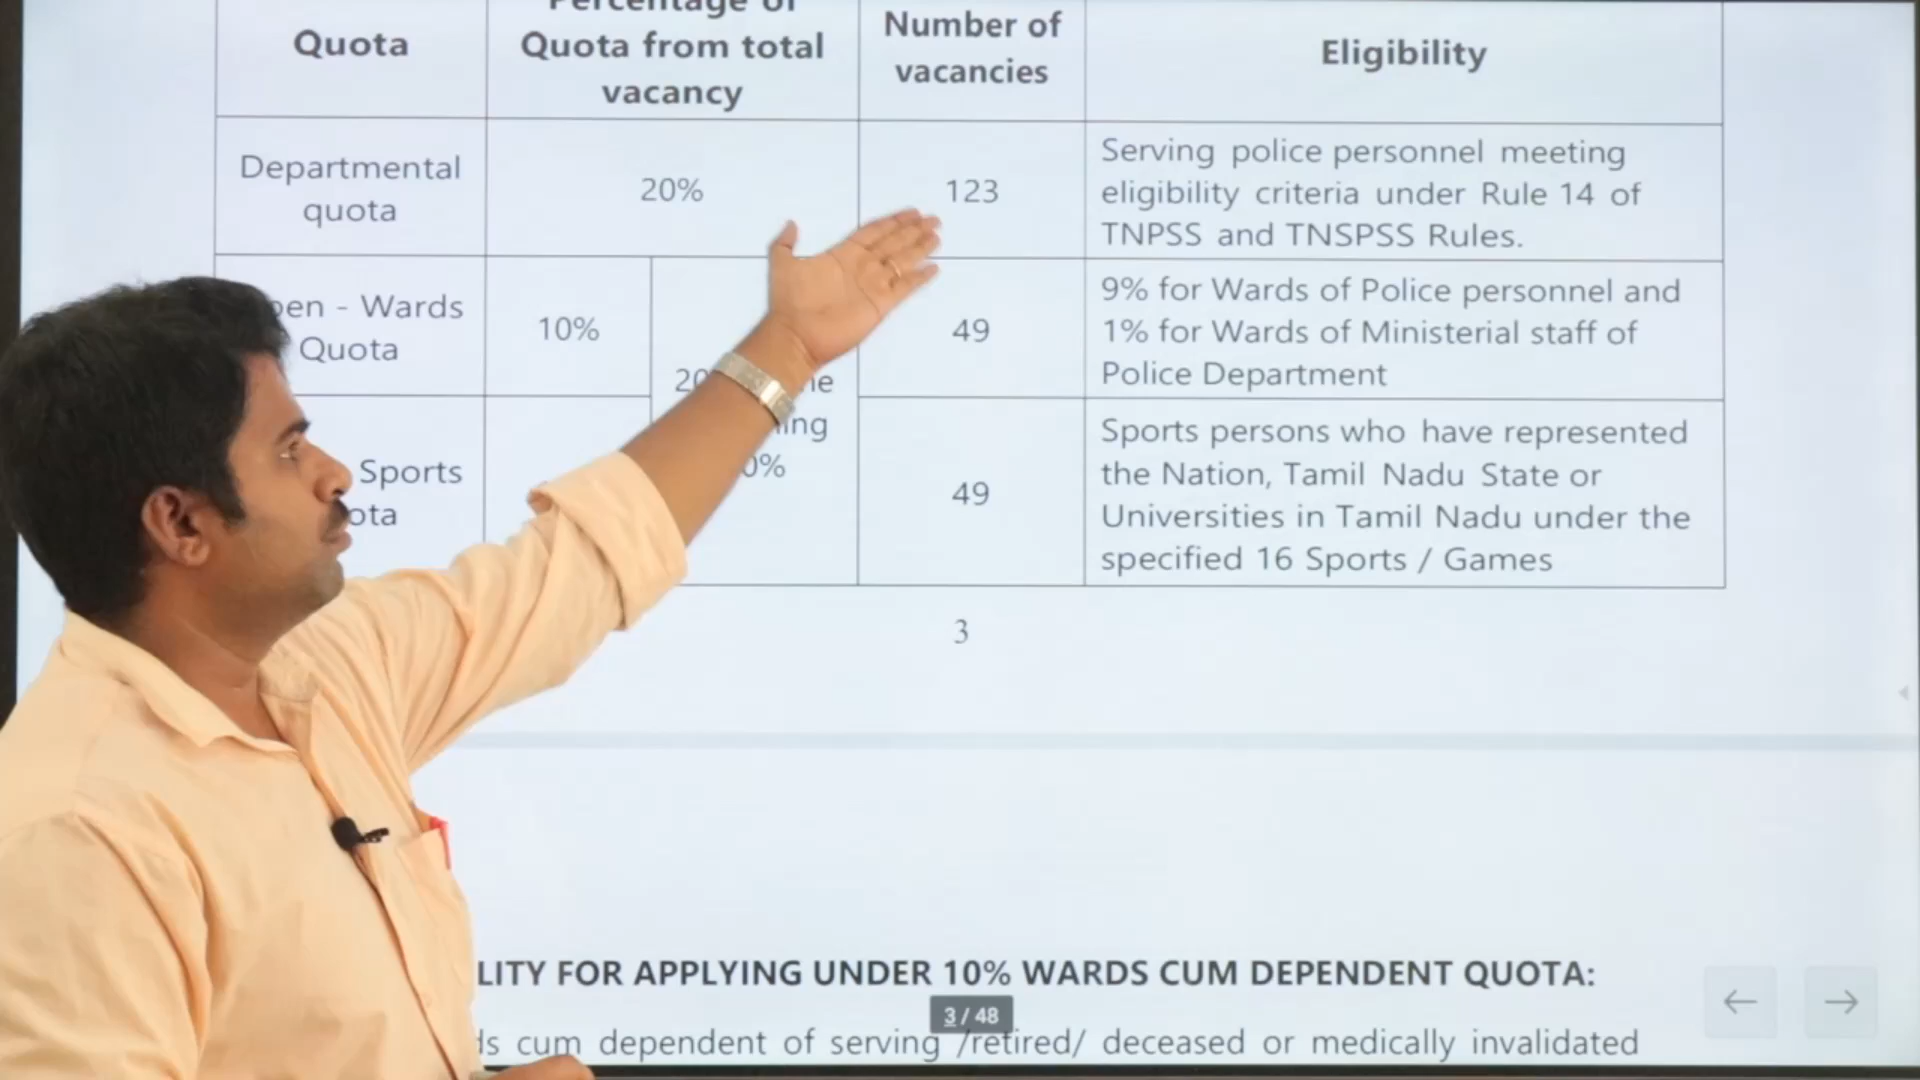 Percentage of
Quota
Quota from total
vacancy
Number of
vacancies
Eligibility
Departmental
quota
20%
123
Serving police personnel meeting
eligibility criteria under Rule 14 of
TNPSS and TNSPSS Rules.
- Wards
Quota
10%
49
9% for Wards of Police personnel and
1% for Wards of Ministerial staff of
Police Department
Sports
49
Sports persons who have represented
the Nation, Tamil Nadu State or
Universities in Tamil Nadu under the
specified 16 Sports / Games
3
FOR APPLYING UNDER 10% WARDS CUM DEPENDENT QUOTA:
3 / 48
cum dependent of serving /retired/ deceased or medically invalidated